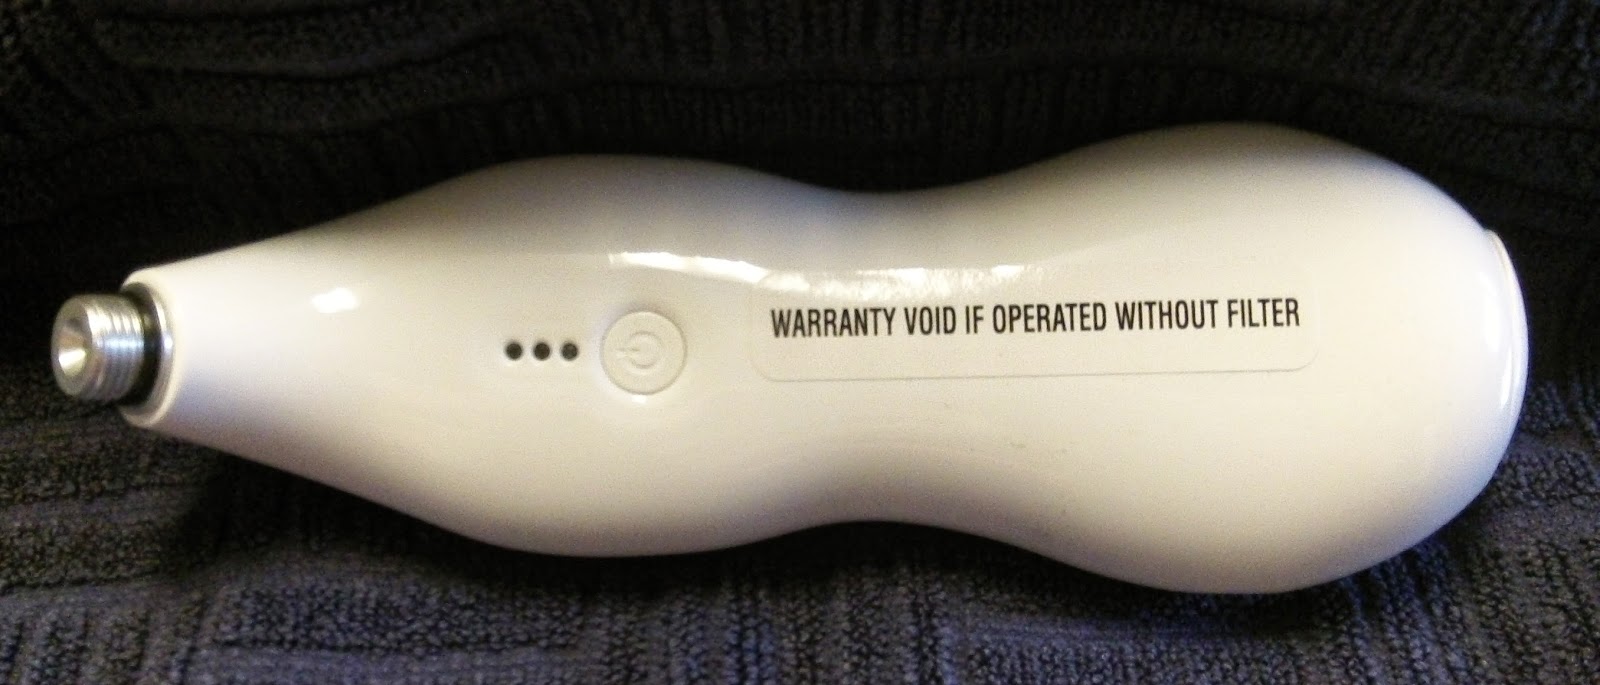 WARRANTY VOID IF OPERATED WITHOUT FILTER